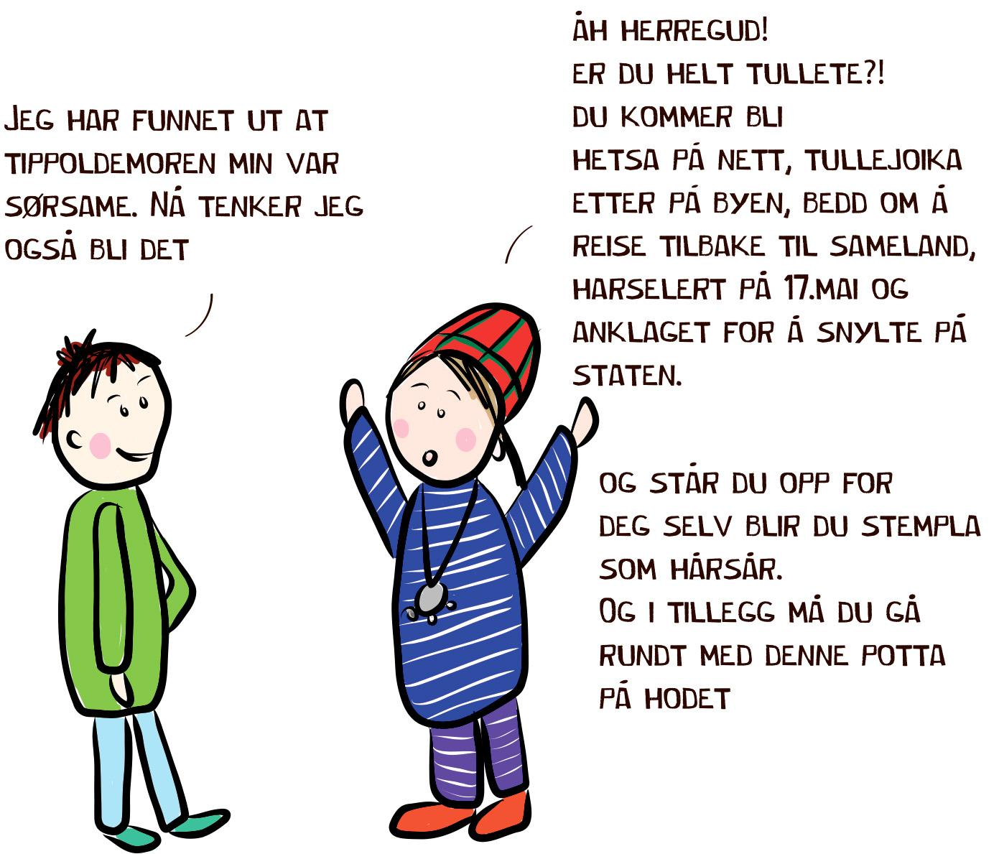 Jeg har funnet ut at
tippoldemoren min var
sørsame. Nå tenker jeg
også bli det
Åh herregud!
Er du helt tullete?!
Du kommer bli
hetsa på nett, tullejoika
etter på byen, bedd om å
reise tilbake til Sameland,
harselert på 17.mai og
anklaget for å snylte på
staten.
og står du opp for
deg selv blir du stempla
som hårsår.
Og i tillegg må du gå
rundt med denne potta
på hodet